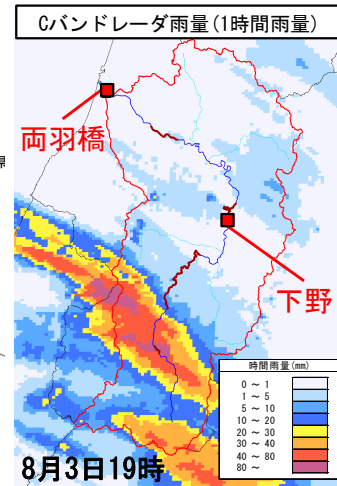 Cバンドレーダ雨量(1時間雨量)
両羽橋
県
下野
時間雨量(mm)
0 ～ 1
1 ～ 5
5 ～ 10
10 ～ 20
20 ～ 30
30 ～ 40
40 ～ 80
80 ～
8月3日19時